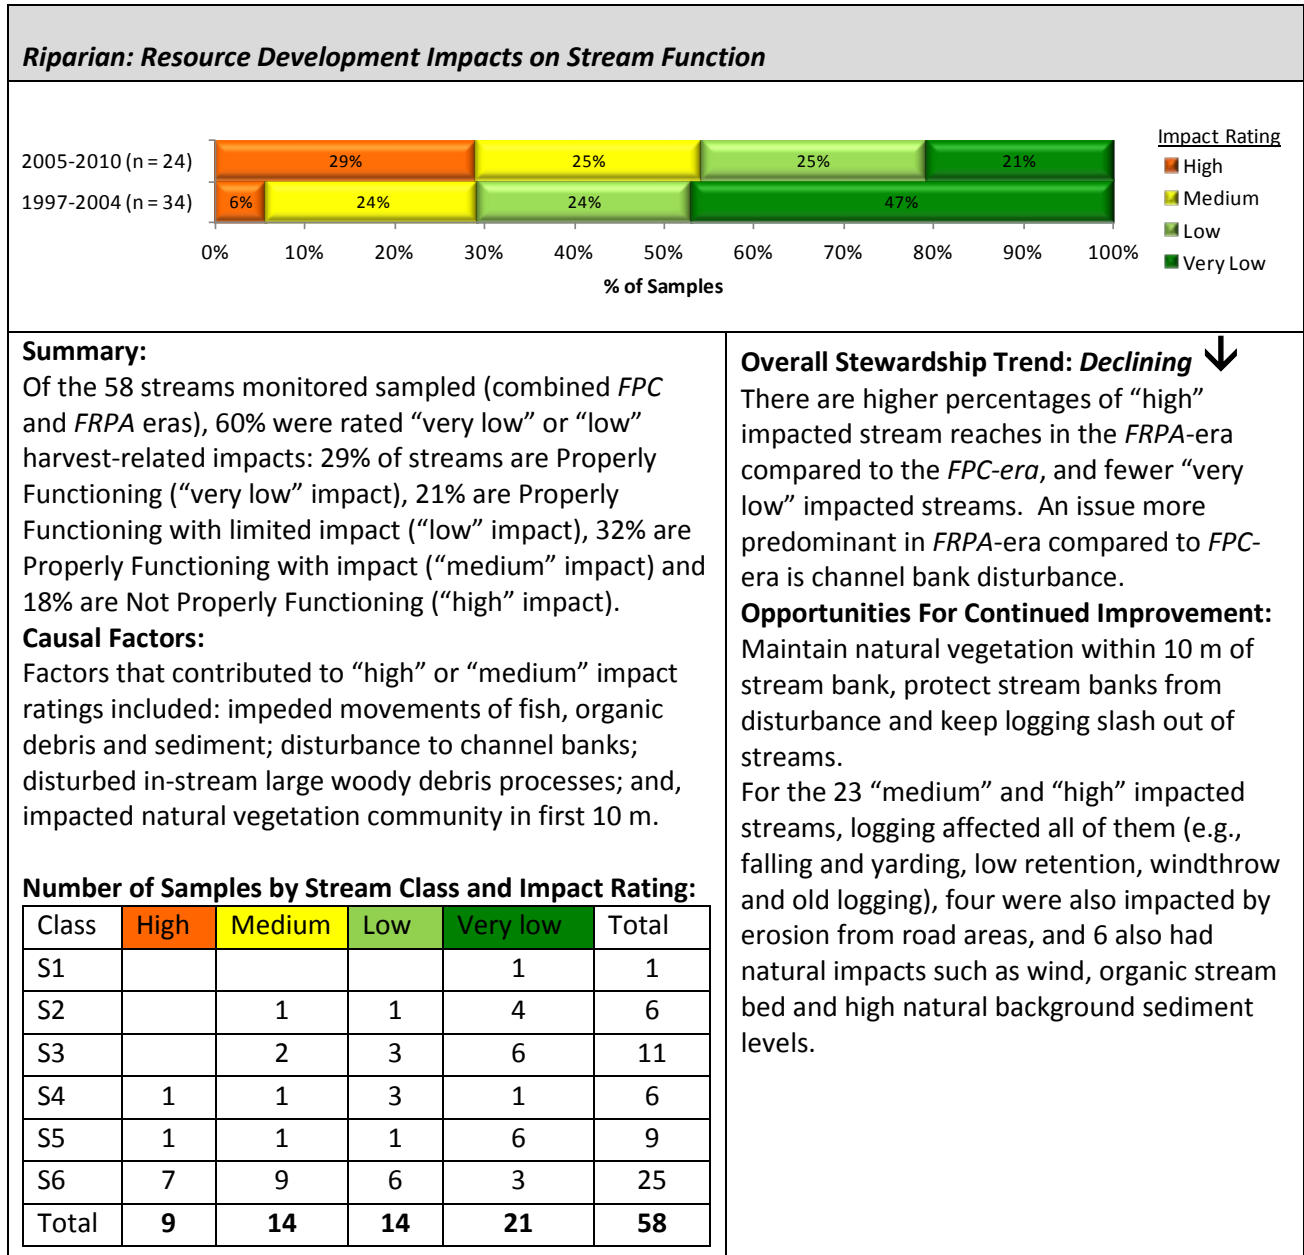 Riparian: Resource Development Impacts on Stream Function
Impact Rating
2005-2010 (n = 24) 29% 25% 25% 21%
1997-2004 (n = 34) 6% 24% 24% 47%
High
Medium
Low
Very Low
0% 10% 20% 30% 40% 50% 60% 70% 80% 90% 100%
% of Samples
Summary:
Of the 58 streams monitored sampled (combined FPC
and FRPA eras), 60% were rated “very low” or “low”
harvest-related impacts: 29% of streams are Properly
Functioning (“very low” impact), 21% are Properly
Functioning with limited impact (“low” impact), 32% are
Properly Functioning with impact (“medium” impact) and
18% are Not Properly Functioning (“high” impact).
Causal Factors:
Factors that contributed to “high” or “medium” impact
ratings included: impeded movements of fish, organic
debris and sediment; disturbance to channel banks;
disturbed in-stream large woody debris processes; and,
impacted natural vegetation community in first 10 m.
Number of Samples by Stream Class and Impact Rating:
Class High Medium Low Very low Total
S1 1 1
S2 1 1 4 6
S3 2 3 6 11
S4 1 1 3 1 6
S5 1 1 1 6 9
S6 7 9 6 3 25
Total 9 14 14 21 58
Overall Stewardship Trend: Declining ↓
There are higher percentages of “high”
impacted stream reaches in the FRPA-era
compared to the FPC-era, and fewer “very
low” impacted streams. An issue more
predominant in FRPA-era compared to FPC-
era is channel bank disturbance.
Opportunities For Continued Improvement:
Maintain natural vegetation within 10 m of
stream bank, protect stream banks from
disturbance and keep logging slash out of
streams.
For the 23 “medium” and “high” impacted
streams, logging affected all of them (e.g.,
falling and yarding, low retention, windthrow
and old logging), four were also impacted by
erosion from road areas, and 6 also had
natural impacts such as wind, organic stream
bed and high natural background sediment
levels.